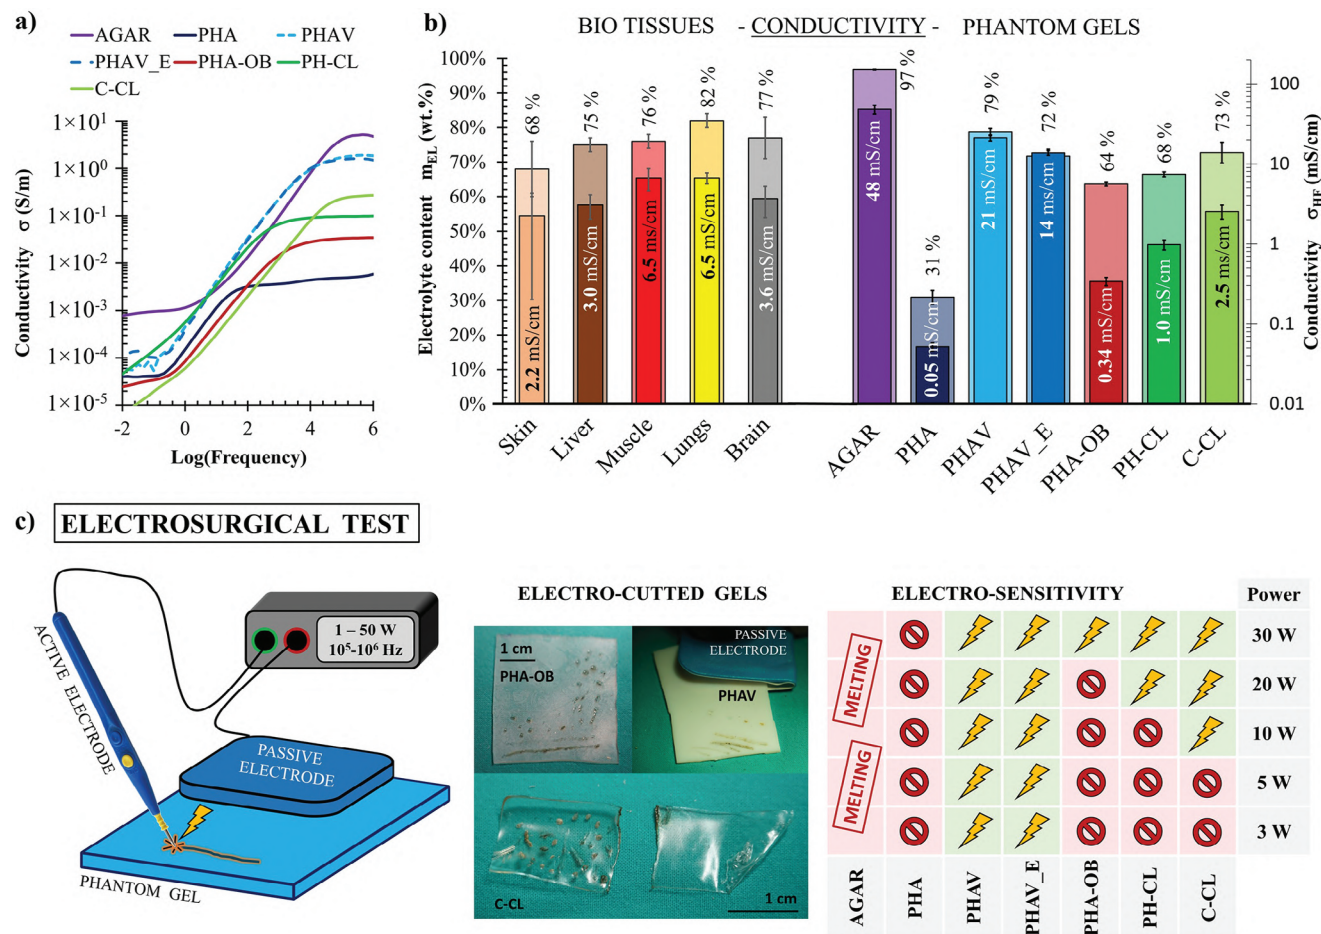 a)
AGAR PHA PHAV
PHAV_E PHA-OB PH-CL
C-CL
Conductivity σ (S/m)
1×10¹
1×10⁰
1×10⁻¹
1×10⁻²
1×10⁻³
1×10⁻⁴
1×10⁻⁵
-2 0 2 4 6
Log(Frequency)
b)
BIO TISSUES - CONDUCTIVITY - PHANTOM GELS
Electrolyte content m_EL (wt.%)
100%
90%
80%
70%
60%
50%
40%
30%
20%
10%
0%
68 %
75 %
76 %
82 %
77 %
97 %
31 %
79 %
72 %
64 %
68 %
73 %
2.2 mS/cm
3.0 mS/cm
6.5 ms/cm
6.5 mS/cm
3.6 mS/cm
48 mS/cm
0.05 mS/cm
21 mS/cm
14 ms/cm
0.34 mS/cm
1.0 mS/cm
2.5 ms/cm
Skin
Liver
Muscle
Lungs
Brain
AGAR
PHA
PHAV
PHAV_E
PHA-OB
PH-CL
C-CL
100
10
1
0.1
0.01
Conductivity σ_HF (mS/cm)
c)
ELECTROSURGICAL TEST
1 – 50 W
10⁵-10⁶ Hz
ACTIVE ELECTRODE
PASSIVE
ELECTRODE
PHANTOM GEL
ELECTRO-CUTTED GELS
1 cm
PHA-OB
PASSIVE
ELECTRODE
PHAV
C-CL
1 cm
ELECTRO-SENSITIVITY
Power
MELTING
MELTING
30 W
20 W
10 W
5 W
3 W
AGAR
PHA
PHAV
PHAV_E
PHA-OB
PH-CL
C-CL